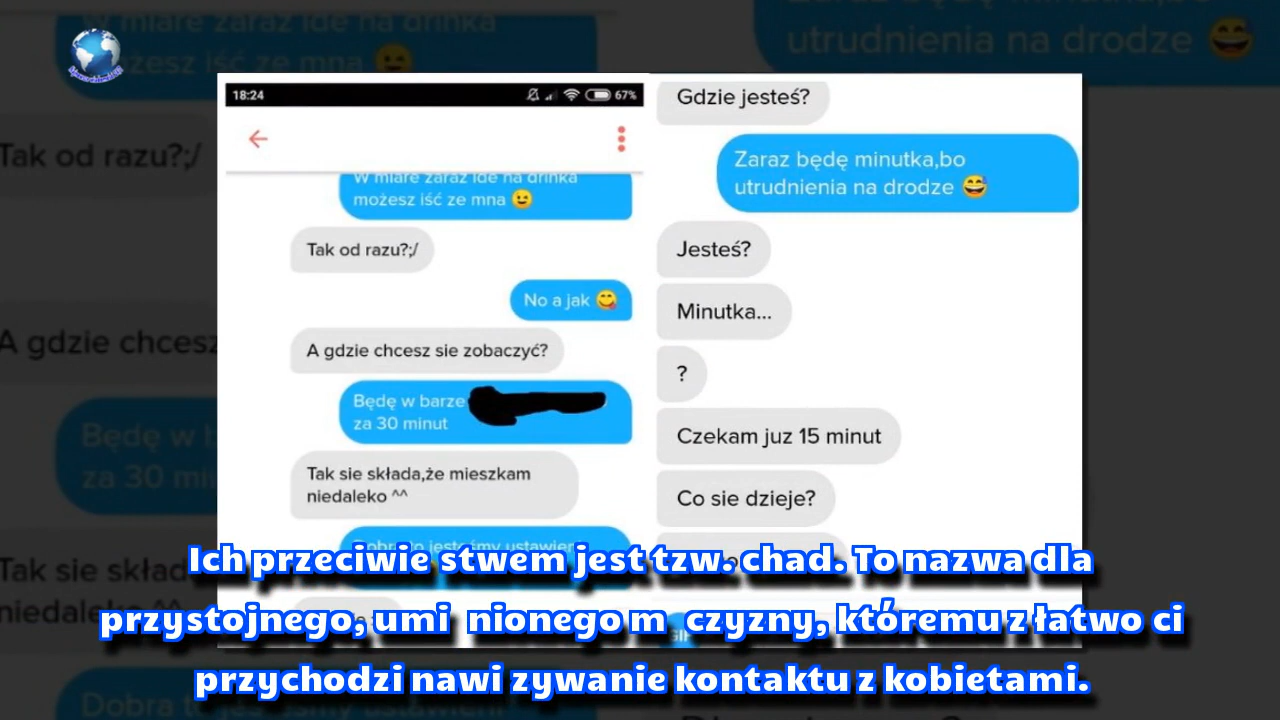 18:24
67%
W miarę zaraz idę na drinka
możesz iść ze mna 😉
Tak od razu?;/
No a jak 😋
A gdzie chcesz sie zobaczyć?
Będę w barze
za 30 minut
Tak sie składa,że mieszkam
niedaleko ^^
Gdzie jesteś?
Zaraz będę minutka,bo
utrudnienia na drodze 😅
Jesteś?
Minutka...
?
Czekam juz 15 minut
Co sie dzieje?
GIF
Ich przeciwie stwem jest tzw. chad. To nazwa dla
przystojnego, umi nionego m czyzny, któremu z łatwo ci
przychodzi nawi zywanie kontaktu z kobietami.